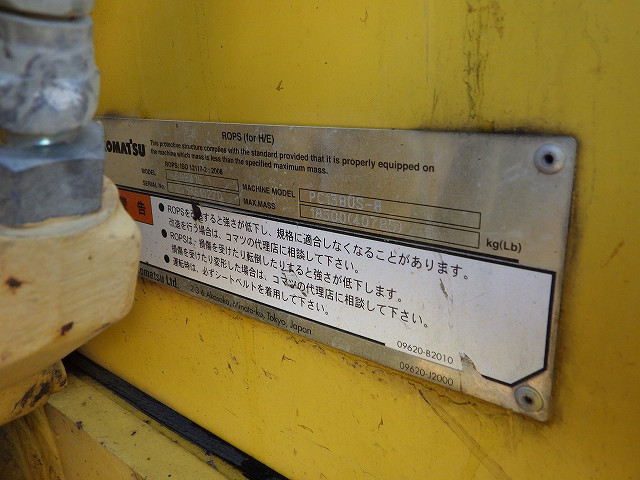 KOMATSU
ROPS (for H/E)
This protective structure complies with the standard provided that it is properly equipped on
the machine which mass is less than the specified maximum mass.
ROPS: ISO 12117-2 : 2008
MODEL
SERIAL No.
MACHINE MODEL PC138US-8
MAX.MASS 18500(40785) kg(Lb)
告
● ROPSを改造すると強さが低下し、規格に適合しなくなることがあります。
改造を行う場合は、コマツの代理店に相談して下さい。
● ROPSは、損傷を受けたり転倒したりすると強さが低下します。
損傷を受けたり変形した場合は、コマツの代理店に相談して下さい。
● 運転時は、必ずシートベルトを着用して下さい。
Komatsu Ltd.
2-3-6 Akasaka, Minato-ku, Tokyo, Japan
09620-B2010
09620-J2000